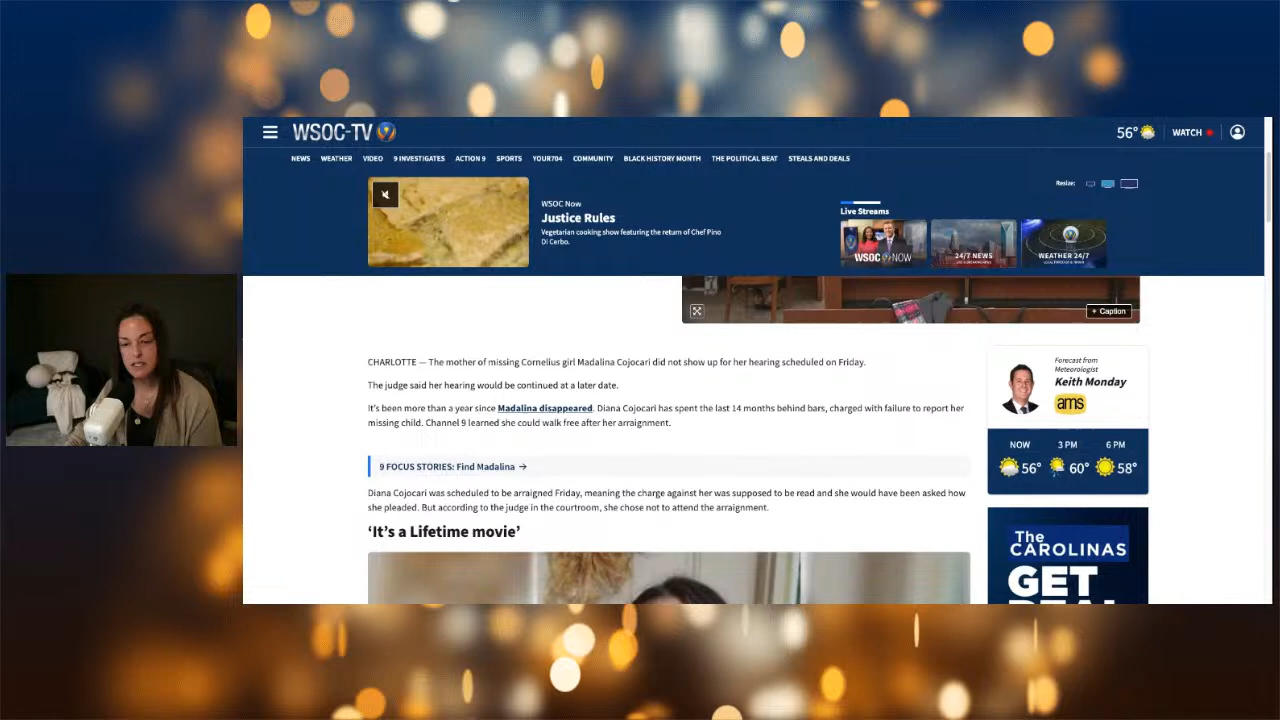 WSOC-TV
56°
WATCH
NEWS WEATHER VIDEO 9 INVESTIGATES ACTION 9 SPORTS YOUR704 COMMUNITY BLACK HISTORY MONTH THE POLITICAL BEAT STEALS AND DEALS
Resize:
WSOC Now
Justice Rules
Vegetarian cooking show featuring the return of Chef Pino
Di Cerbo.
Live Streams
WSOC NOW
24/7 NEWS
WEATHER 24/7
+ Caption
CHARLOTTE — The mother of missing Cornelius girl Madalina Cojocari did not show up for her hearing scheduled on Friday.
The judge said her hearing would be continued at a later date.
It's been more than a year since Madalina disappeared. Diana Cojocari has spent the last 14 months behind bars, charged with failure to report her
missing child. Channel 9 learned she could walk free after her arraignment.
9 FOCUS STORIES: Find Madalina →
Diana Cojocari was scheduled to be arraigned Friday, meaning the charge against her was supposed to be read and she would have been asked how
she pleaded. But according to the judge in the courtroom, she chose not to attend the arraignment.
‘It’s a Lifetime movie’
Forecast from
Meteorologist
Keith Monday
ams
NOW 3 PM 6 PM
56° 60° 58°
The
CAROLINAS
GET
REAL